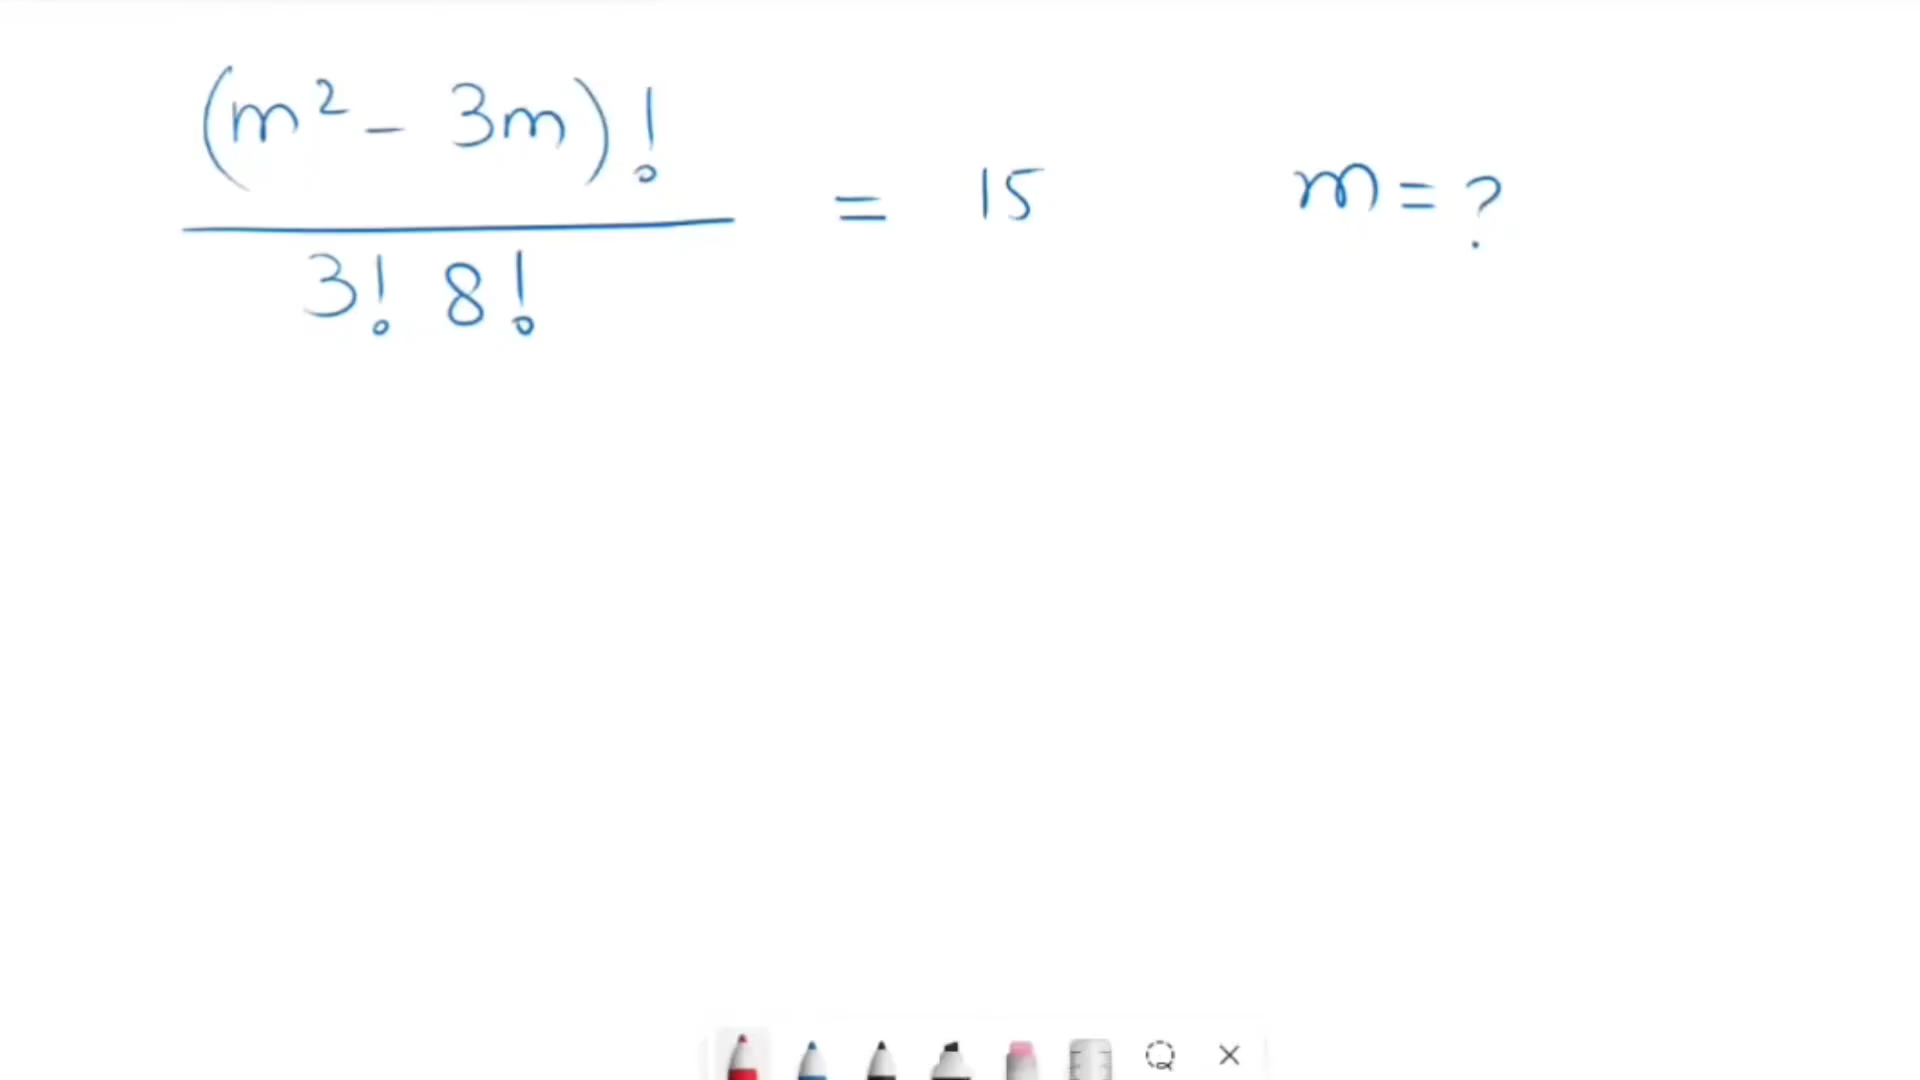 (m² - 3m)! / 3! 8! = 15 m = ?